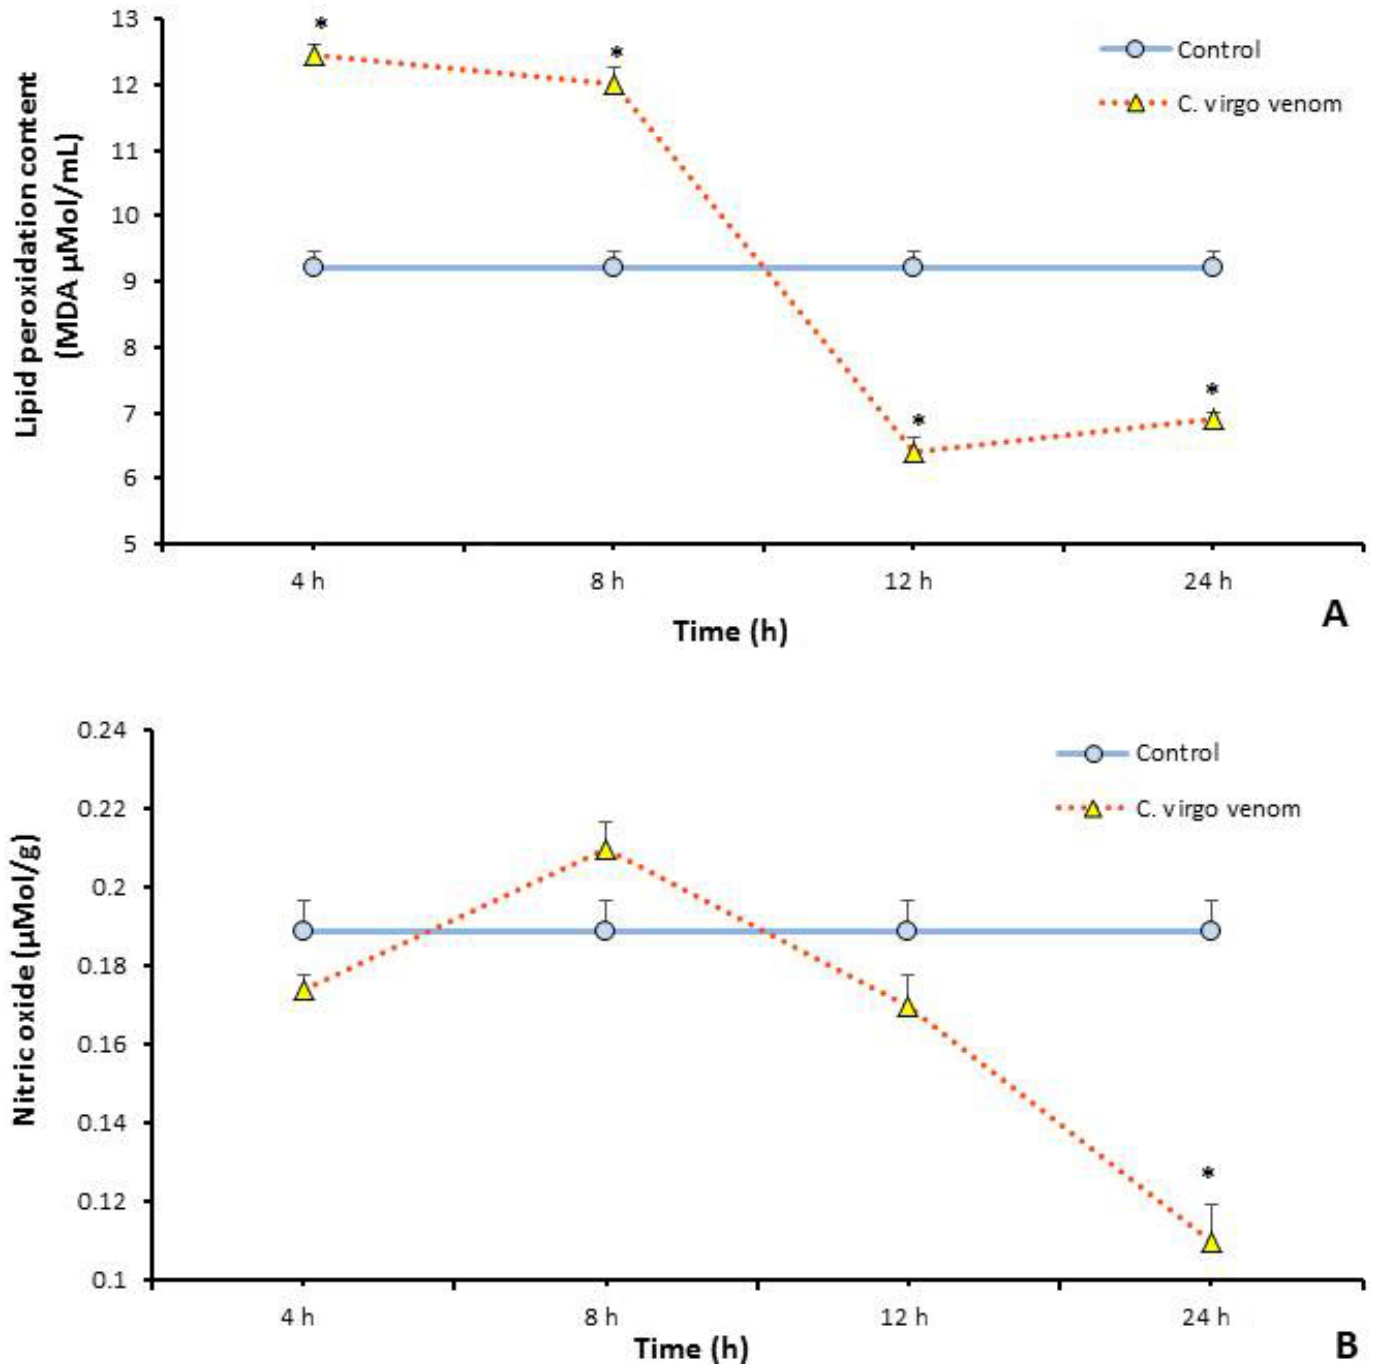 Lipid peroxidation content
(MDA µMol/mL)
13
12
11
10
9
8
7
6
5
*
*
*
*
Control
C. virgo venom
4 h
8 h
12 h
24 h
Time (h)
A
Nitric oxide (µMol/g)
0.24
0.22
0.2
0.18
0.16
0.14
0.12
0.1
Control
C. virgo venom
*
4 h
8 h
12 h
24 h
Time (h)
B